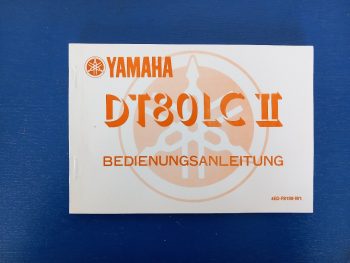 YAMAHA
DT80LC II
BEDIENUNGSANLEITUNG